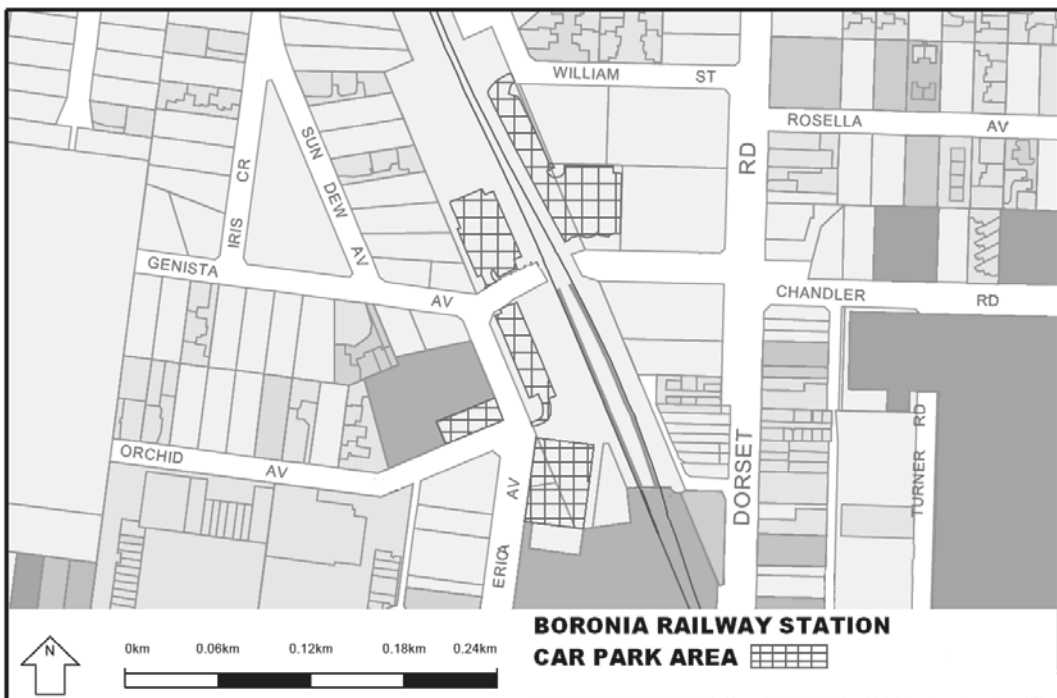 WILLIAM ST
ROSELLA AV
RD
SUN DEW AV
IRIS CR
GENISTA AV
CHANDLER RD
ORCHID AV
ERICA AV
DORSET
TURNER RD
N
0km 0.06km 0.12km 0.18km 0.24km
BORONIA RAILWAY STATION
CAR PARK AREA